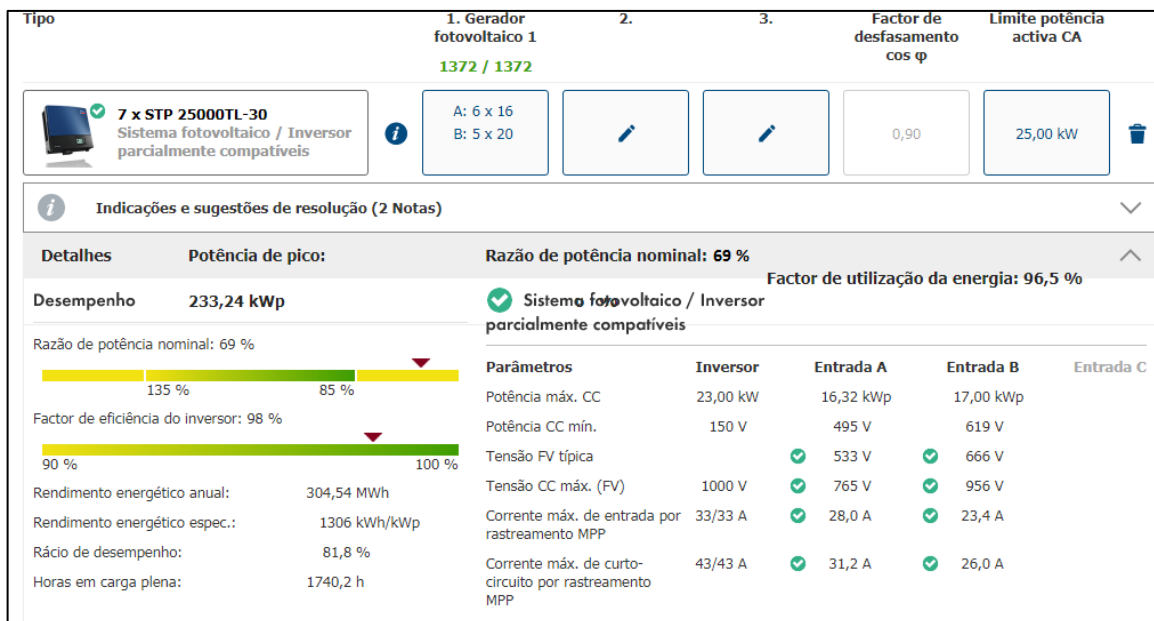 Tipo
1. Gerador fotovoltaico 1
1372 / 1372
2.
3.
Factor de desfasamento cos φ
Limite potência activa CA
7 x STP 25000TL-30
Sistema fotovoltaico / Inversor
parcialmente compatíveis
A: 6 x 16
B: 5 x 20
0,90
25,00 kW
Indicações e sugestões de resolução (2 Notas)
Detalhes Potência de pico: Razão de potência nominal: 69 %
Factor de utilização da energia: 96,5 %
Desempenho 233,24 kWp
Sistema fotovoltaico / Inversor
parcialmente compatíveis
Razão de potência nominal: 69 %
135 % 85 %
Factor de eficiência do inversor: 98 %
90 % 100 %
Rendimento energético anual: 304,54 MWh
Rendimento energético espec.: 1306 kWh/kWp
Rácio de desempenho: 81,8 %
Horas em carga plena: 1740,2 h
Parâmetros Inversor Entrada A Entrada B Entrada C
Potência máx. CC 23,00 kW 16,32 kWp 17,00 kWp
Potência CC mín. 150 V 495 V 619 V
Tensão FV típica 533 V 666 V
Tensão CC máx. (FV) 1000 V 765 V 956 V
Corrente máx. de entrada por 33/33 A 28,0 A 23,4 A
rastreamento MPP
Corrente máx. de curto- 43/43 A 31,2 A 26,0 A
circuito por rastreamento
MPP